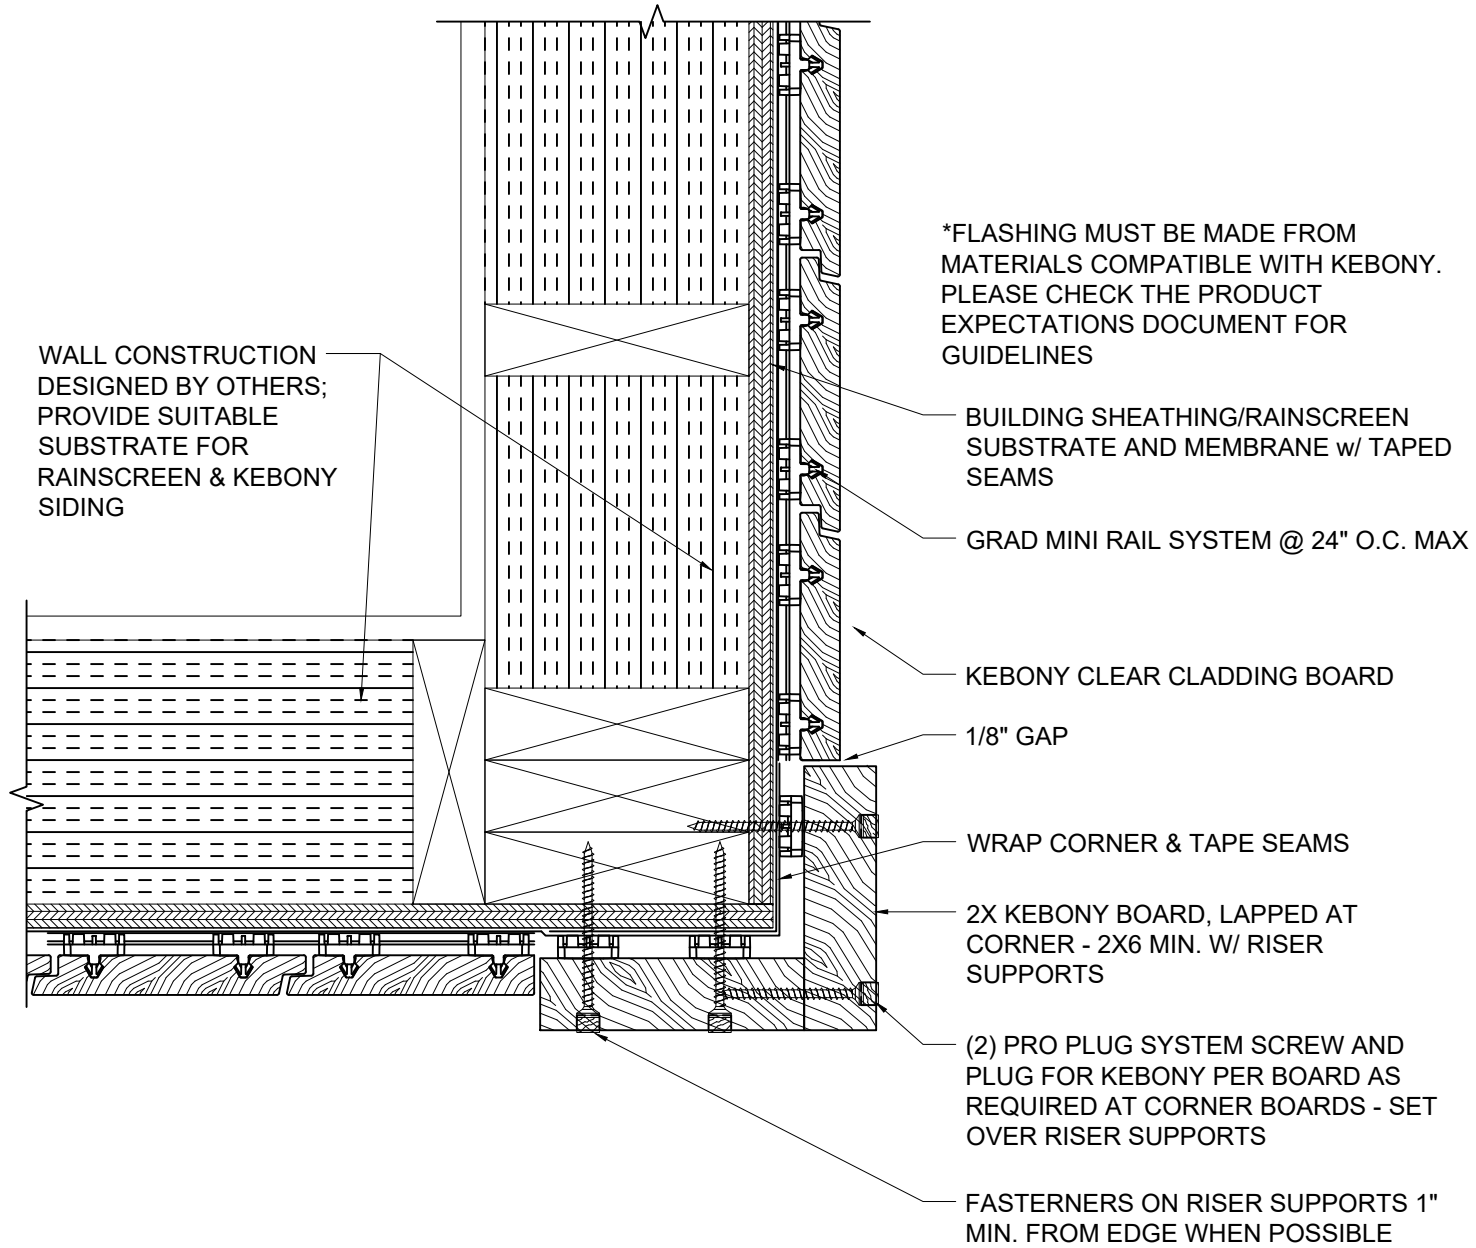 WALL CONSTRUCTION
DESIGNED BY OTHERS;
PROVIDE SUITABLE
SUBSTRATE FOR
RAINSCREEN & KEBONY
SIDING
*FLASHING MUST BE MADE FROM
MATERIALS COMPATIBLE WITH KEBONY.
PLEASE CHECK THE PRODUCT
EXPECTATIONS DOCUMENT FOR
GUIDELINES
BUILDING SHEATHING/RAINSCREEN
SUBSTRATE AND MEMBRANE w/ TAPED
SEAMS
GRAD MINI RAIL SYSTEM @ 24" O.C. MAX
KEBONY CLEAR CLADDING BOARD
1/8" GAP
WRAP CORNER & TAPE SEAMS
2X KEBONY BOARD, LAPPED AT
CORNER - 2X6 MIN. W/ RISER
SUPPORTS
(2) PRO PLUG SYSTEM SCREW AND
PLUG FOR KEBONY PER BOARD AS
REQUIRED AT CORNER BOARDS - SET
OVER RISER SUPPORTS
FASTERNERS ON RISER SUPPORTS 1"
MIN. FROM EDGE WHEN POSSIBLE